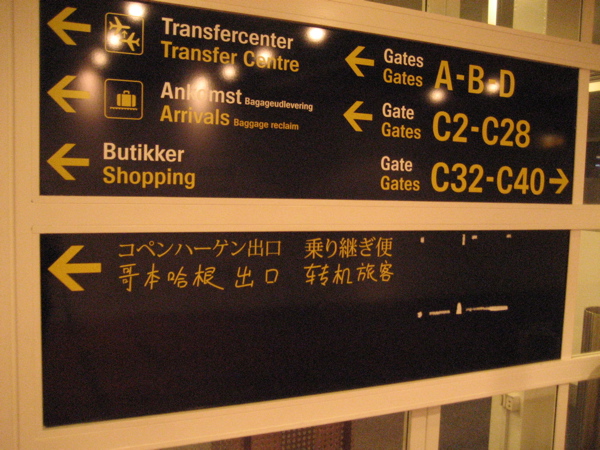 Transfercenter
Transfer Centre
Ankomst Bagageudlevering
Arrivals Baggage reclaim
Butikker
Shopping
Gates
Gates A-B-D
Gate
Gates C2-C28
Gate
Gates C32-C40
コペンハーゲン出口 乗り継ぎ便
哥本哈根 出口 转机旅客